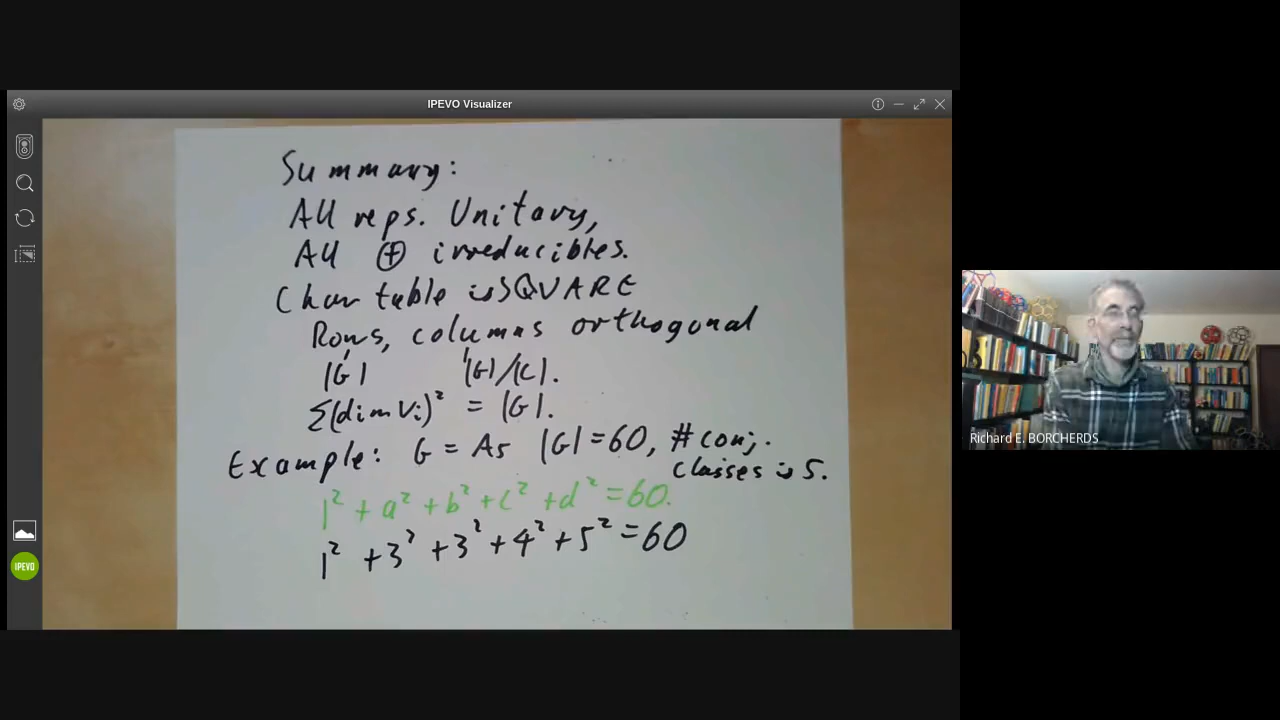 IPEVO Visualizer
Summary:
All reps. Unitary,
All ⊕ irreducibles.
Char table is SQUARE
Rows, columns orthogonal
|G| |G|/|C|.
Σ(dim Vi)² = |G|.
Example: G = A5 |G| = 60, # conj.
classes is 5.
1² + a² + b² + c² + d² = 60.
1² + 3² + 3² + 4² + 5² = 60
IPEVO
Richard E. BORCHERDS